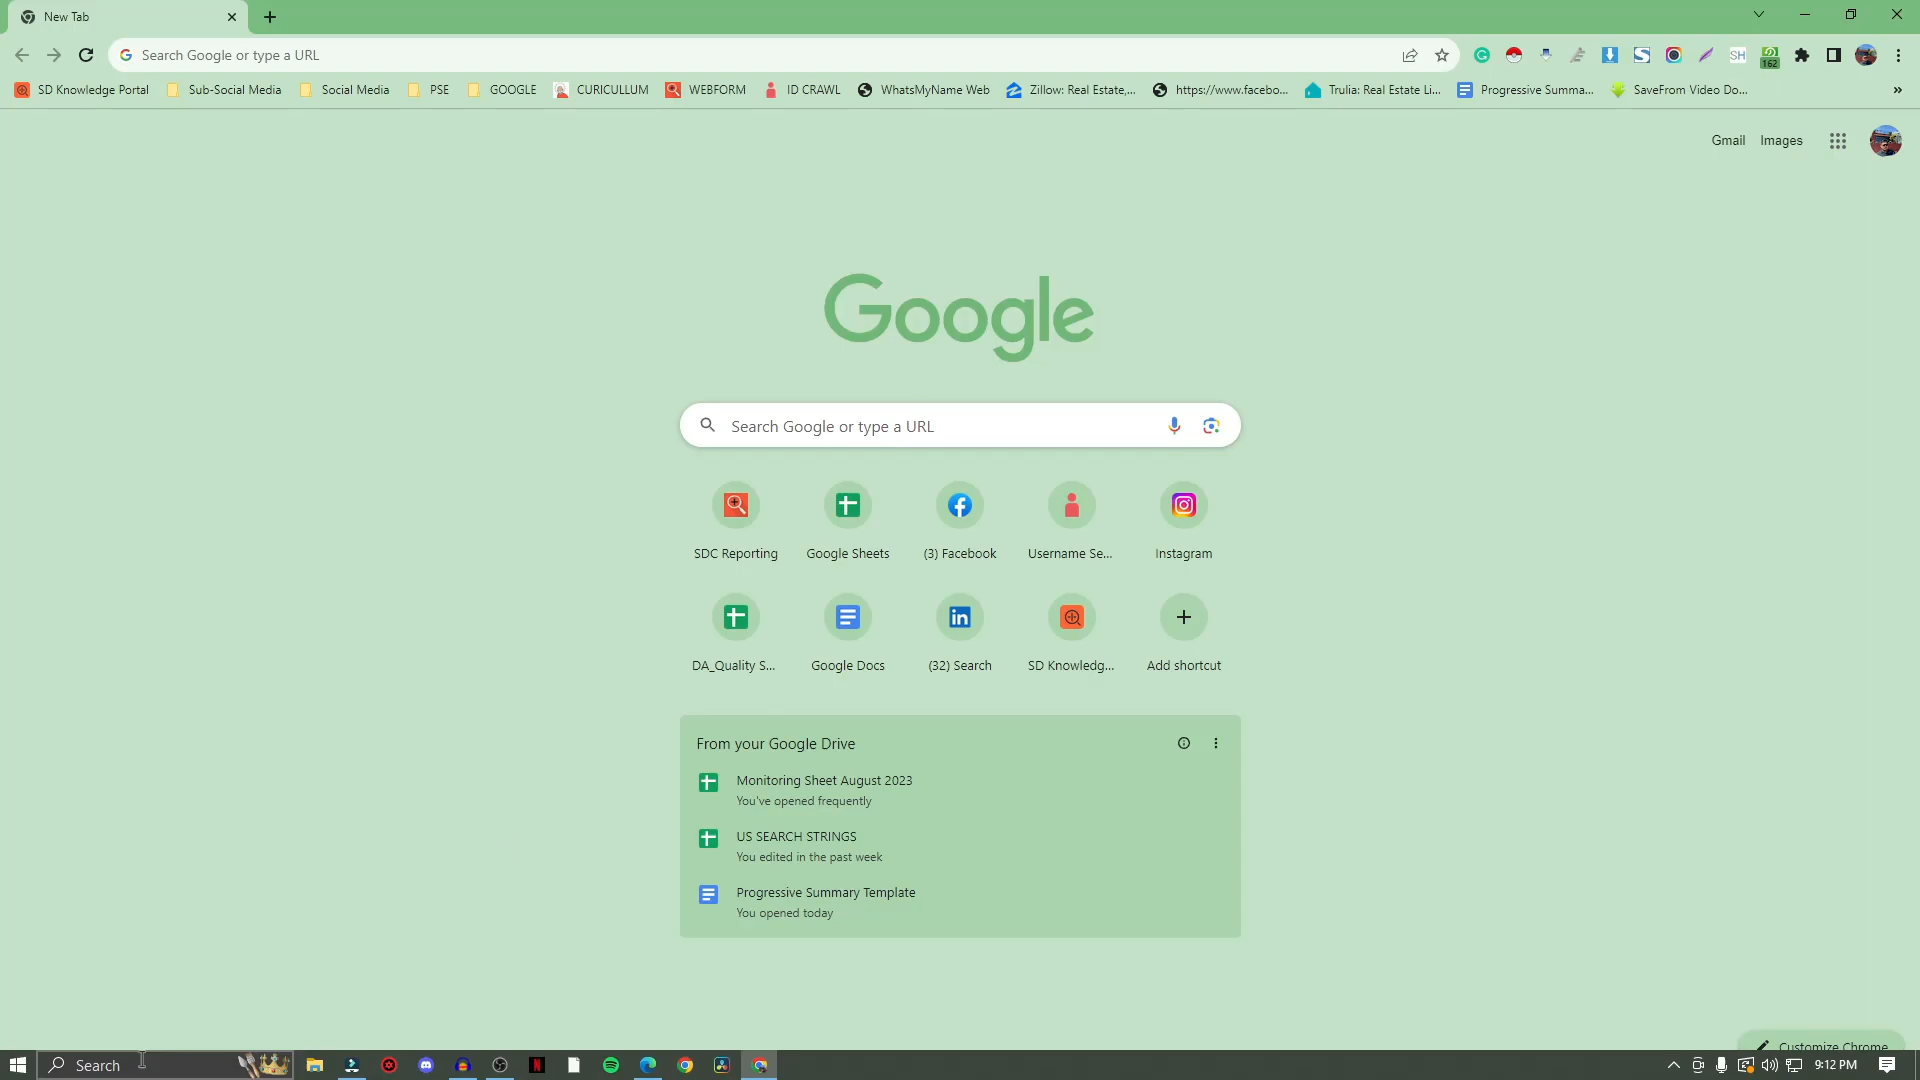 New Tab
Search Google or type a URL
SH
162
SD Knowledge Portal
Sub-Social Media
Social Media
PSE
GOOGLE
CURICULLUM
WEBFORM
ID CRAWL
WhatsMyName Web
Zillow: Real Estate,...
https://www.facebo...
Trulia: Real Estate Li...
Progressive Summa...
SaveFrom Video Do...
Gmail
Images
Google
Search Google or type a URL
SDC Reporting
Google Sheets
(3) Facebook
Username Se...
Instagram
DA_Quality S...
Google Docs
(32) Search
SD Knowledg...
Add shortcut
From your Google Drive
Monitoring Sheet August 2023
You've opened frequently
US SEARCH STRINGS
You edited in the past week
Progressive Summary Template
You opened today
Customize Chrome
Search
9:12 PM